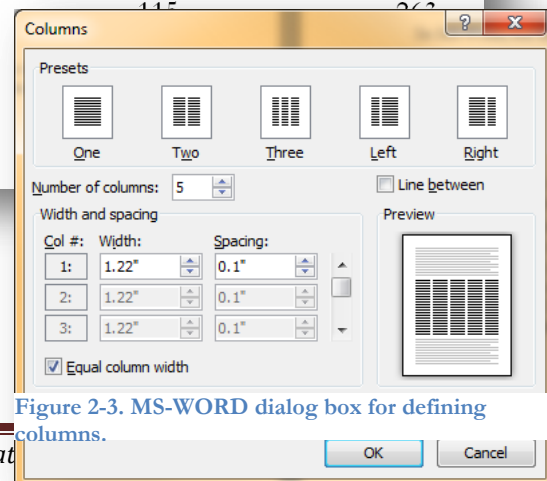 115 263
Columns
Presets
One Two Three Left Right
Number of columns: 5 Line between
Width and spacing Preview
Col #: Width: Spacing:
1: 1.22" 0.1"
2: 1.22" 0.1"
3: 1.22" 0.1"
Equal column width
Figure 2-3. MS-WORD dialog box for defining
columns.
OK Cancel